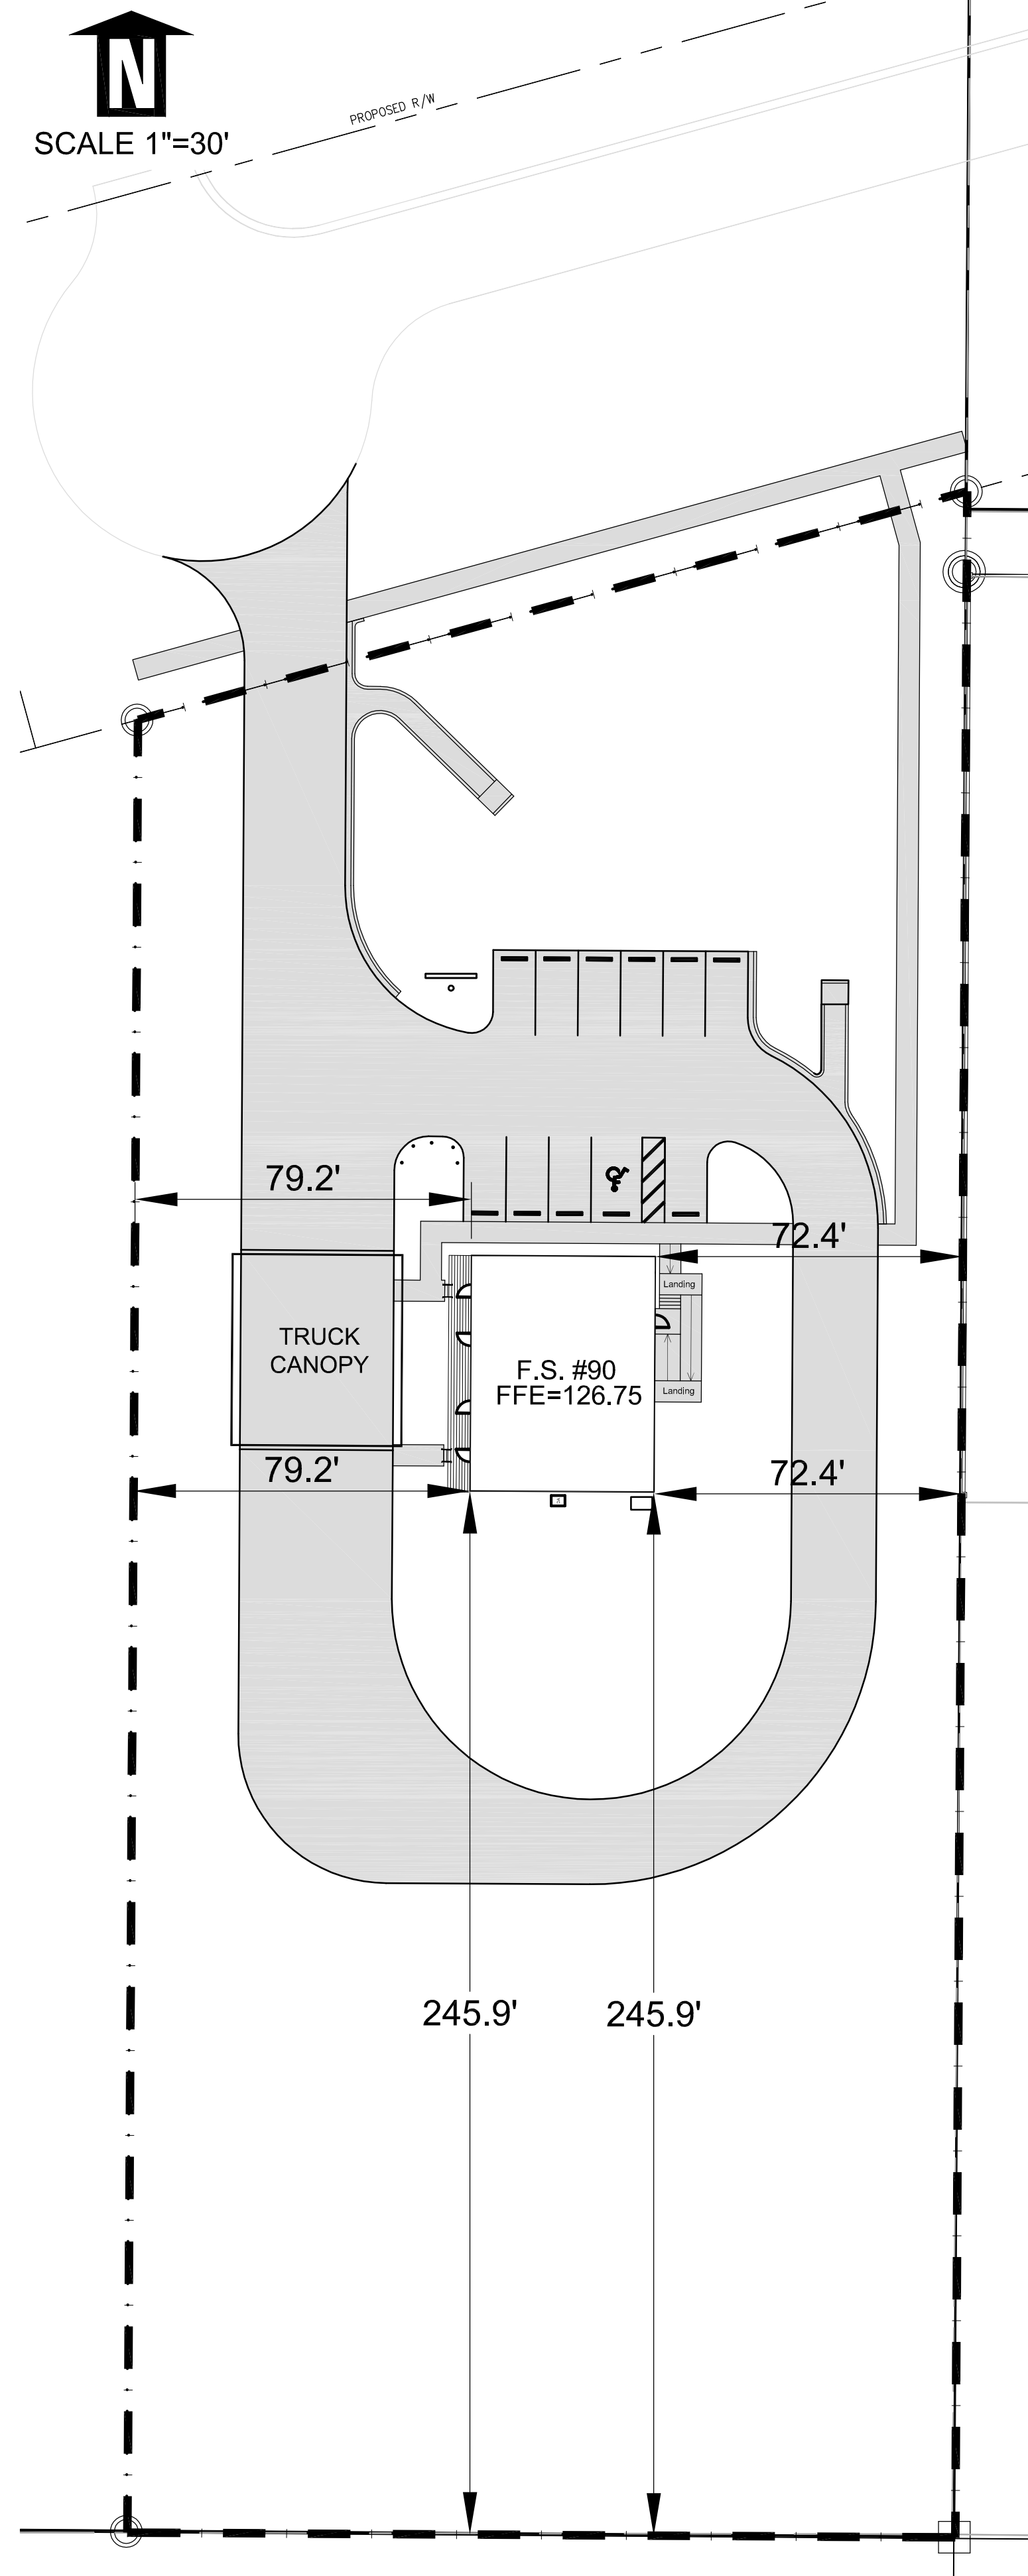 N
SCALE 1"=30'
PROPOSED R/W
79.2'
72.4'
Landing
TRUCK
CANOPY
F.S. #90
FFE=126.75
Landing
79.2'
72.4'
245.9'
245.9'